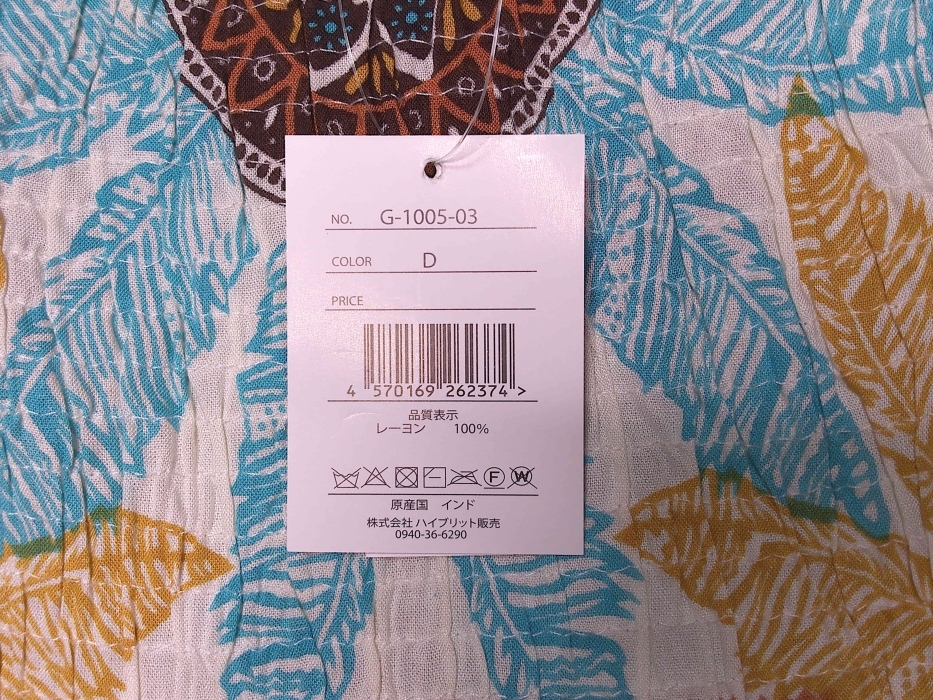 NO. G-1005-03
COLOR D
PRICE
4 570169 262374 >
品質表示
レーヨン 100%
F W
原産国 インド
株式会社 ハイブリット販売
0940-36-6290